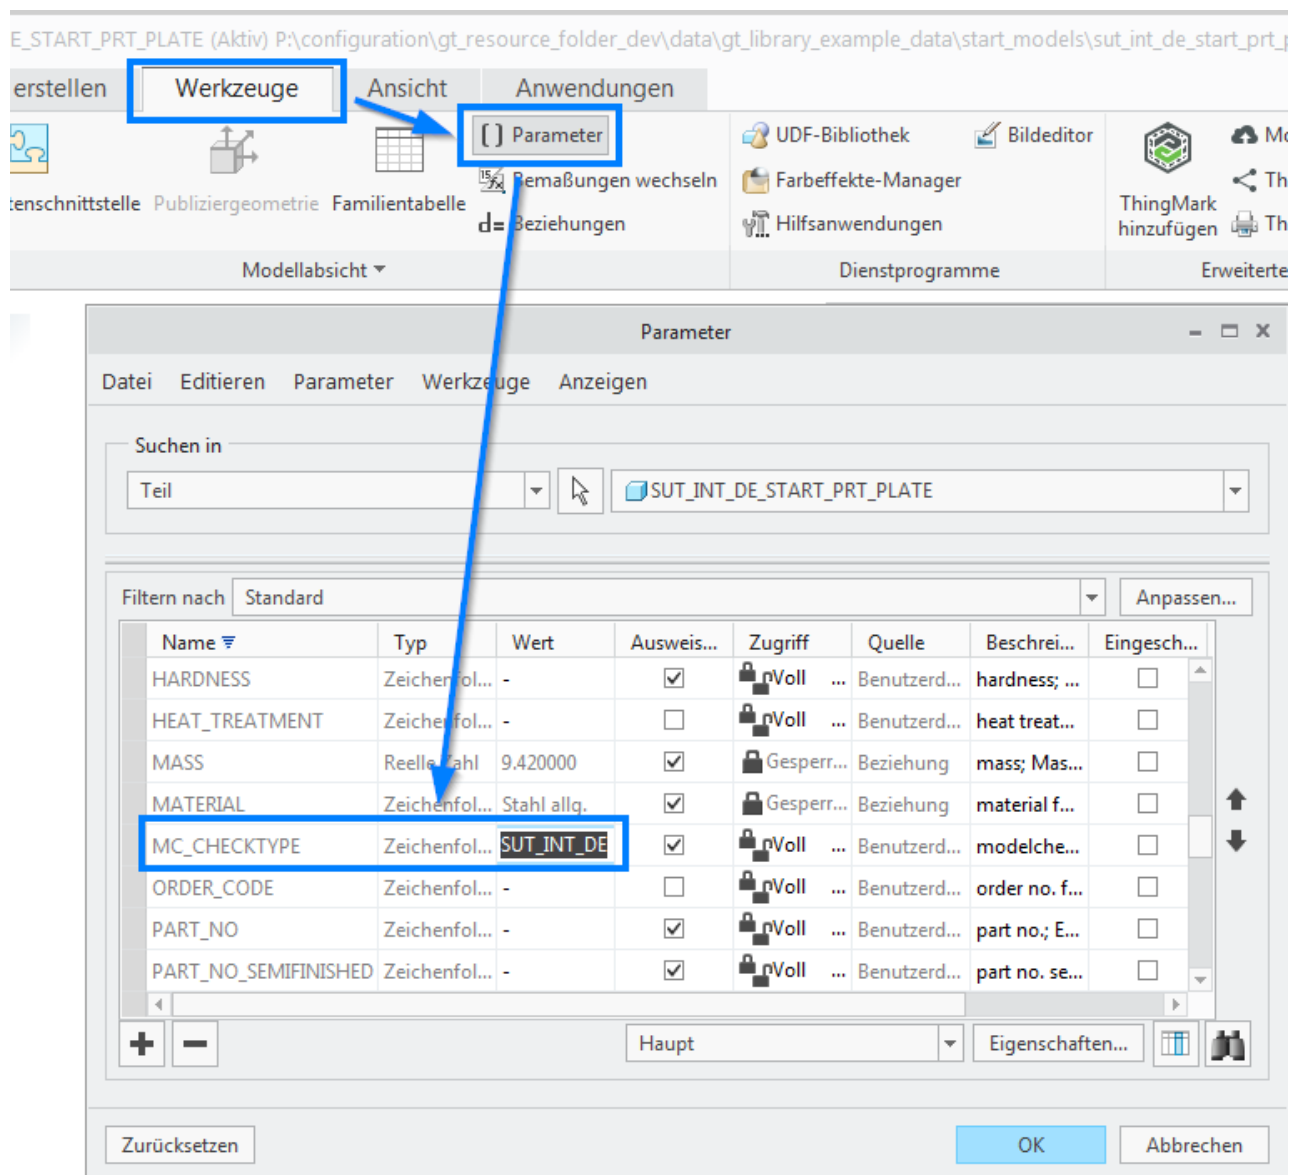 E_START_PRT_PLATE (Aktiv) P:\configuration\gt_resource_folder_dev\data\gt_library_example_data\start_models\sut_int_de_start_prt_p
erstellen Werkzeuge Ansicht Anwendungen
[ ] Parameter UDF-Bibliothek Bildeditor Mo
Bemaßungen wechseln Farbeffekte-Manager Th
tenschnittstelle Publiziergeometrie Familientabelle ThingMark
d= Beziehungen Hilfsanwendungen hinzufügen Th
Modellabsicht Dienstprogramme Erweiterte
Parameter
Datei Editieren Parameter Werkzeuge Anzeigen
Suchen in
Teil SUT_INT_DE_START_PRT_PLATE
Filtern nach Standard Anpassen...
Name Typ Wert Ausweis... Zugriff Quelle Beschrei... Eingesch...
HARDNESS Zeichenfol... - Voll ... Benutzerd... hardness; ...
HEAT_TREATMENT Zeichenfol... - Voll ... Benutzerd... heat treat...
MASS Reelle Zahl 9.420000 Gesperr... Beziehung mass; Mas...
MATERIAL Zeichenfol... Stahl allg. Gesperr... Beziehung material f...
MC_CHECKTYPE Zeichenfol... SUT_INT_DE Voll ... Benutzerd... modelche...
ORDER_CODE Zeichenfol... - Voll ... Benutzerd... order no. f...
PART_NO Zeichenfol... - Voll ... Benutzerd... part no.; E...
PART_NO_SEMIFINISHED Zeichenfol... - Voll ... Benutzerd... part no. se...
Haupt Eigenschaften...
Zurücksetzen OK Abbrechen